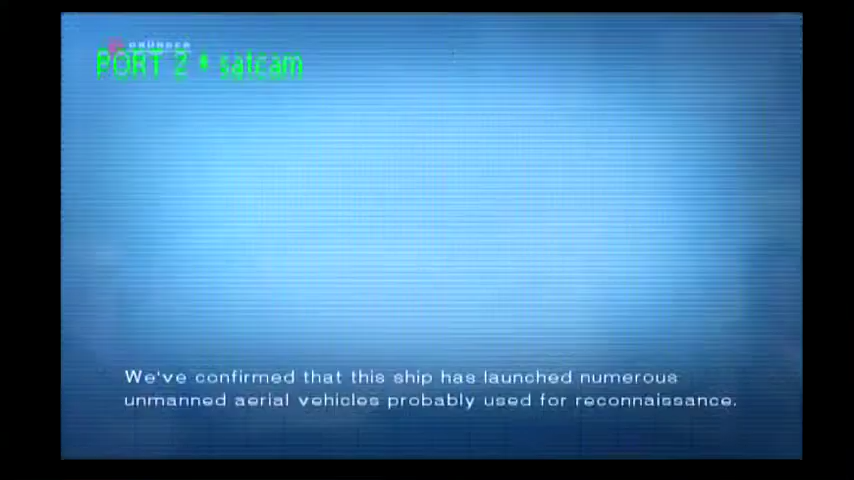 PORT 2 * satcam
We've confirmed that this ship has launched numerous
unmanned aerial vehicles probably used for reconnaissance.